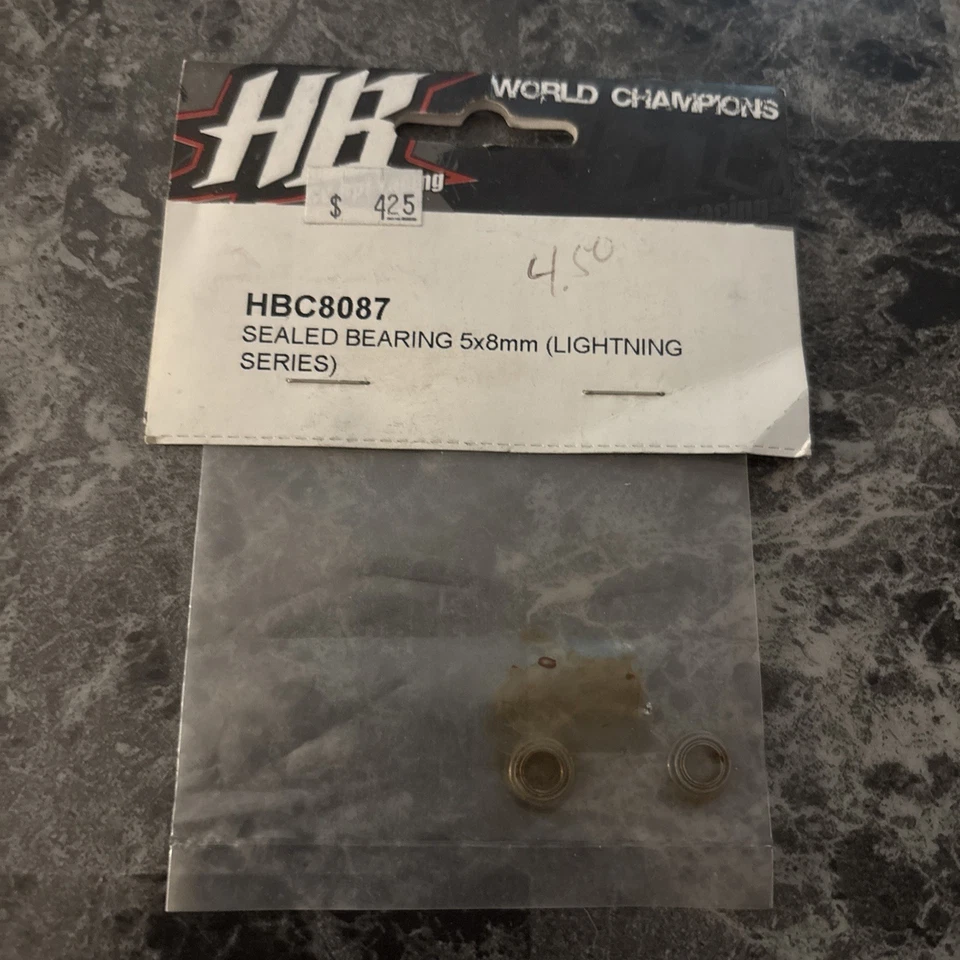 HB
WORLD CHAMPIONS
$ 425
4.50
HBC8087
SEALED BEARING 5x8mm (LIGHTNING
SERIES)